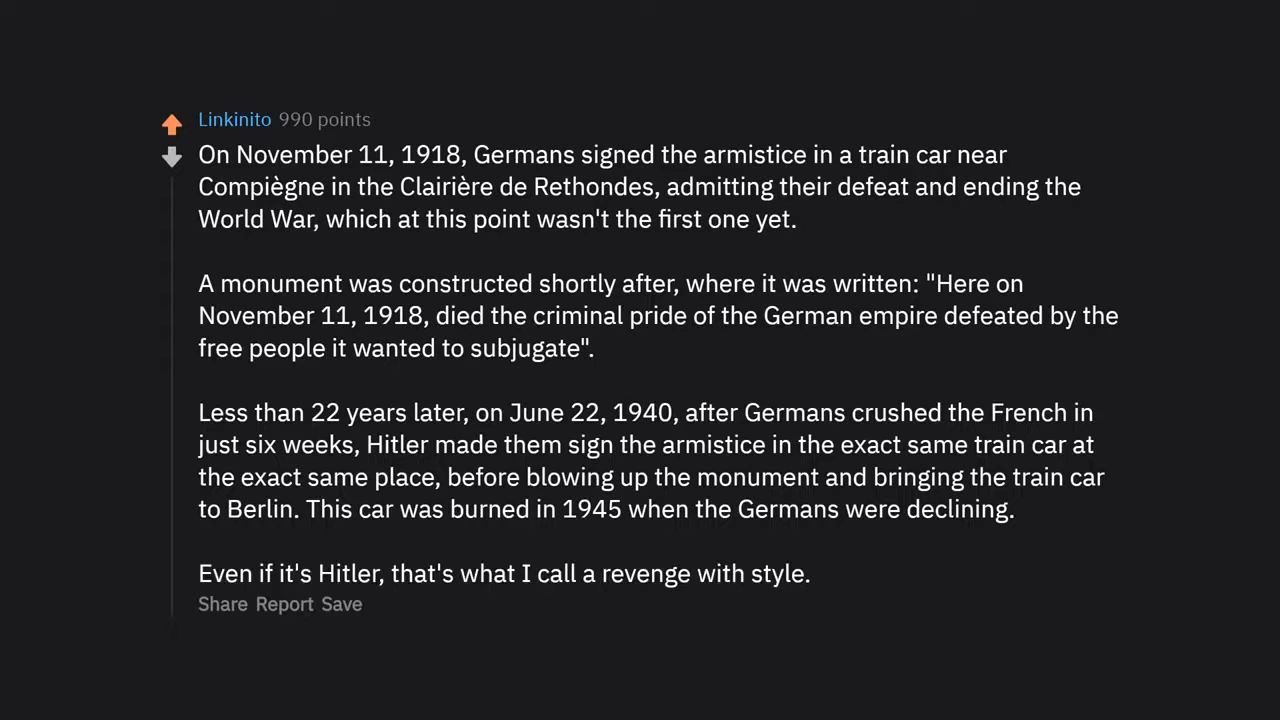 Linkinito 990 points
On November 11, 1918, Germans signed the armistice in a train car near
Compiègne in the Clairière de Rethondes, admitting their defeat and ending the
World War, which at this point wasn't the first one yet.
A monument was constructed shortly after, where it was written: "Here on
November 11, 1918, died the criminal pride of the German empire defeated by the
free people it wanted to subjugate".
Less than 22 years later, on June 22, 1940, after Germans crushed the French in
just six weeks, Hitler made them sign the armistice in the exact same train car at
the exact same place, before blowing up the monument and bringing the train car
to Berlin. This car was burned in 1945 when the Germans were declining.
Even if it's Hitler, that's what I call a revenge with style.
Share Report Save